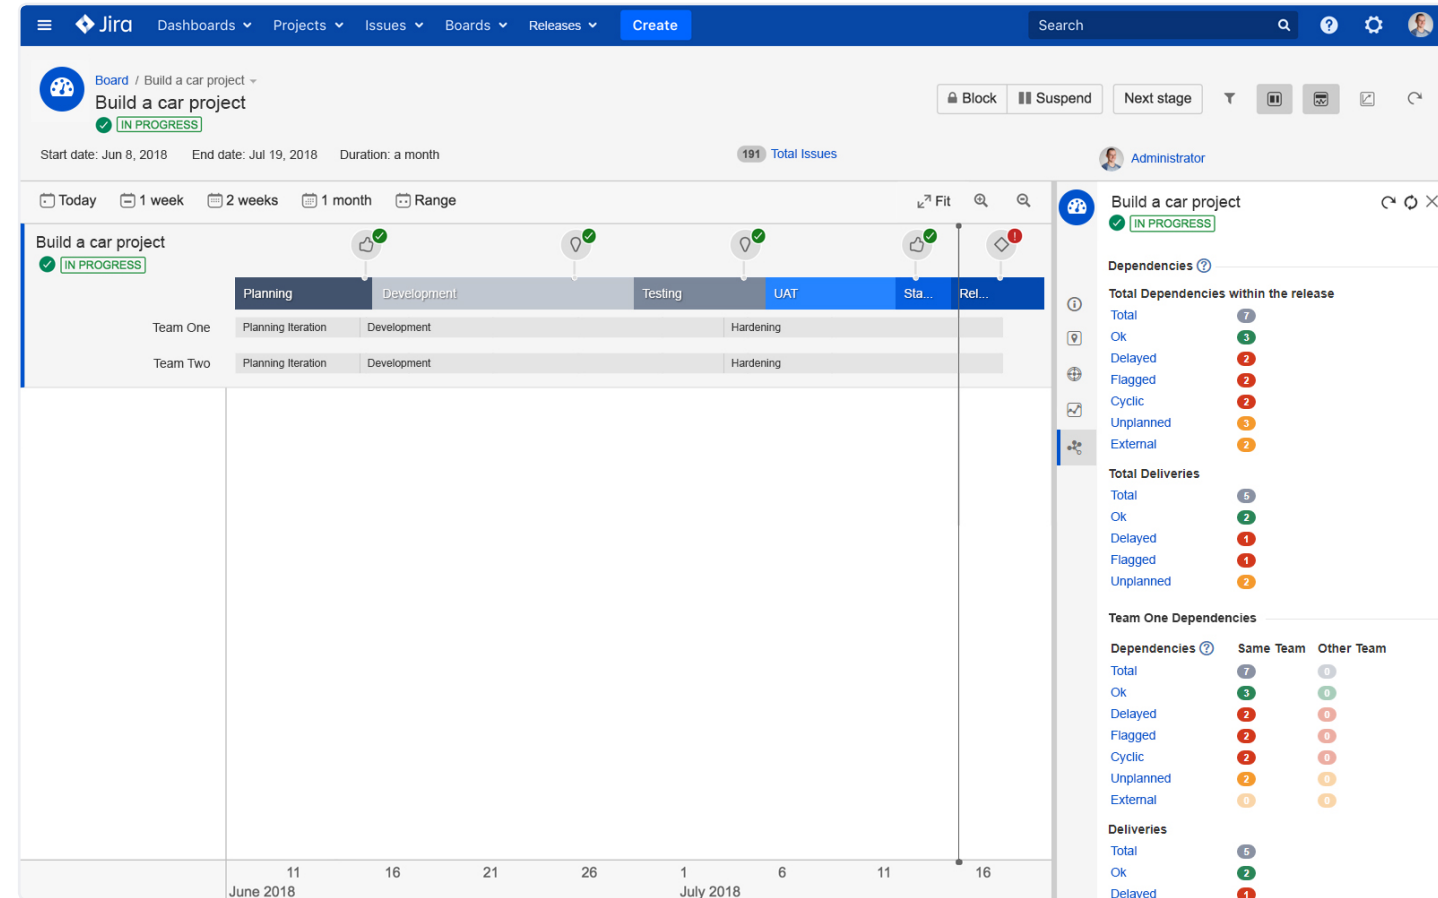 Jira Dashboards Projects Issues Boards Releases Create Search
Board / Build a car project
Build a car project
IN PROGRESS
Block Suspend Next stage
Start date: Jun 8, 2018 End date: Jul 19, 2018 Duration: a month
191 Total Issues
Administrator
Today 1 week 2 weeks 1 month Range Fit
Build a car project
IN PROGRESS
Planning Development Testing UAT Sta... Rel...
Team One Planning Iteration Development Hardening
Team Two Planning Iteration Development Hardening
11 16 21 26 1 6 11 16
June 2018 July 2018
Build a car project
IN PROGRESS
Dependencies ?
Total Dependencies within the release
Total 7
Ok 3
Delayed 2
Flagged 2
Cyclic 2
Unplanned 3
External 2
Total Deliveries
Total 5
Ok 2
Delayed 1
Flagged 1
Unplanned 2
Team One Dependencies
Dependencies ? Same Team Other Team
Total 7 0
Ok 3 0
Delayed 2 0
Flagged 2 0
Cyclic 2 0
Unplanned 2 0
External 0 0
Deliveries
Total 5
Ok 2
Delayed 1